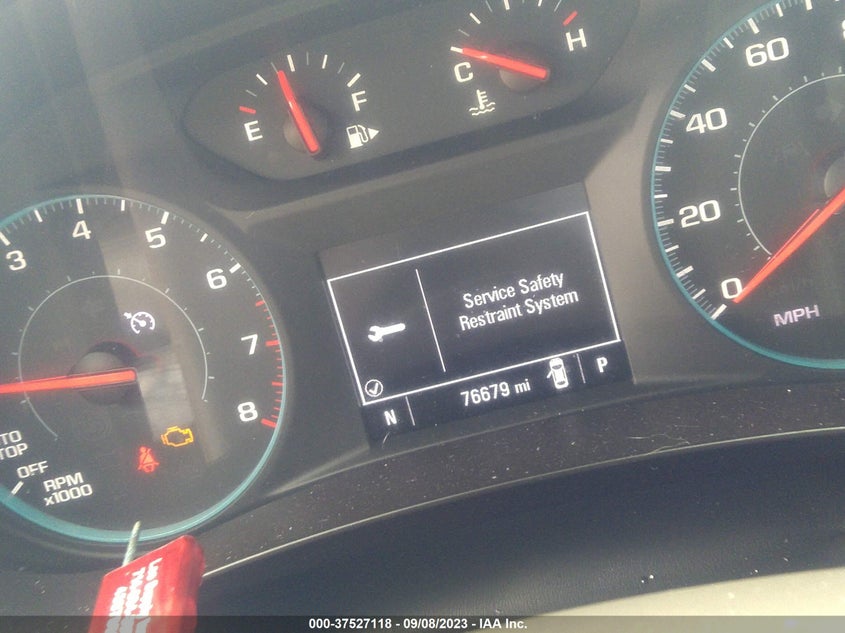 H
C
F
E
60
40
20
0
MPH
3 4 5 6 7 8
OFF
RPM
x1000
Service Safety
Restraint System
N 76679 mi P
000-37527118 - 09/08/2023 - IAA Inc.